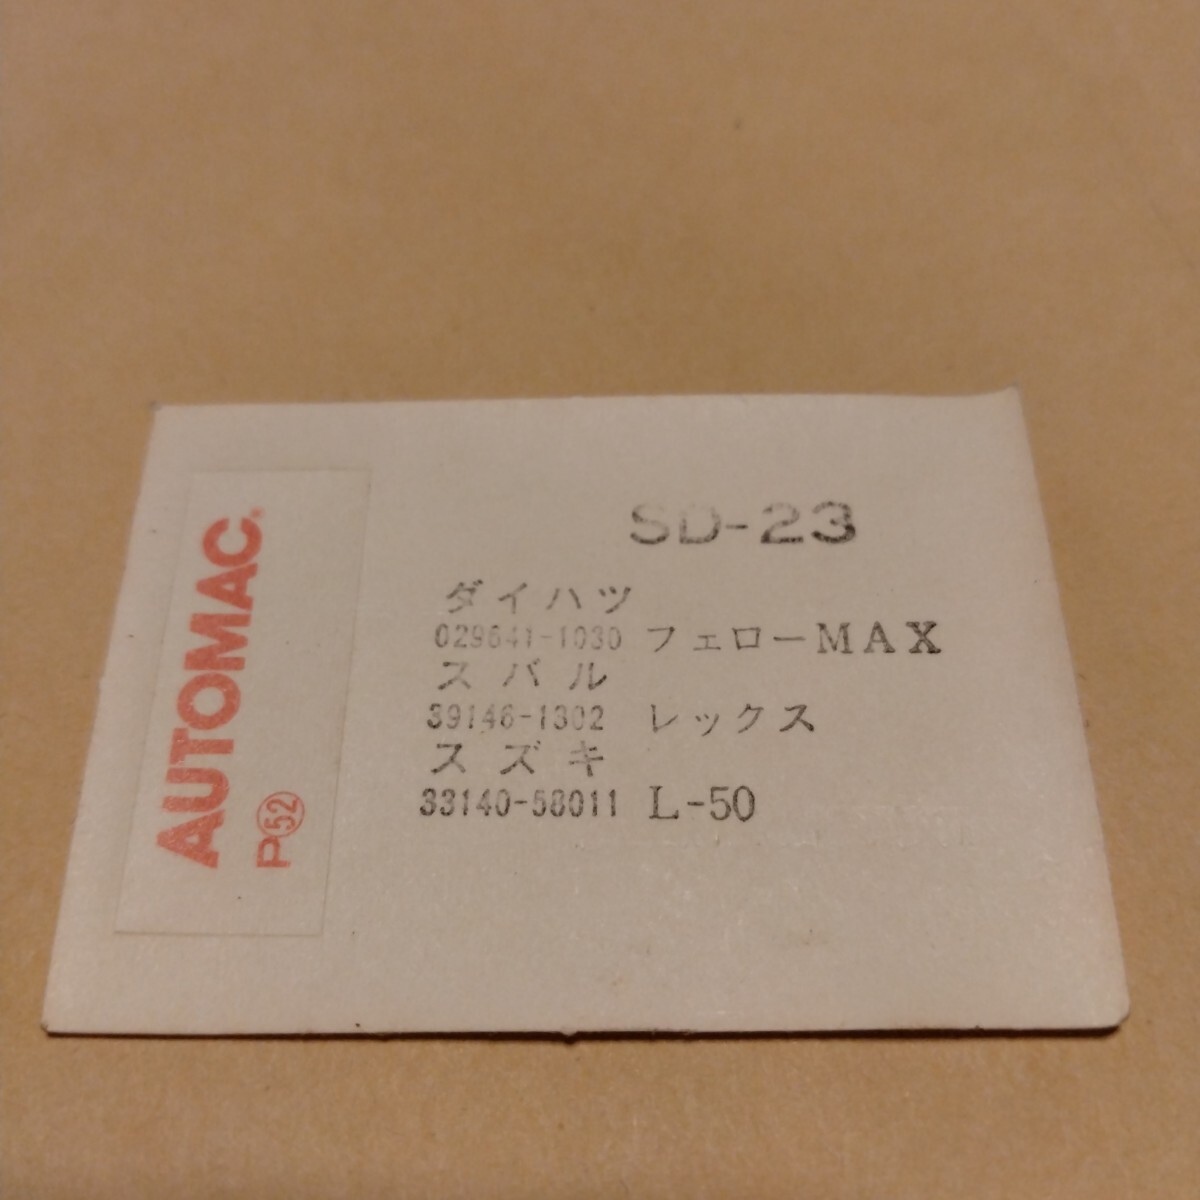 AUTOMAC
P52
SD-23
ダイハツ
029641-1030 フェローMAX
スバル
39146-1302 レックス
スズキ
33140-58011 L-50